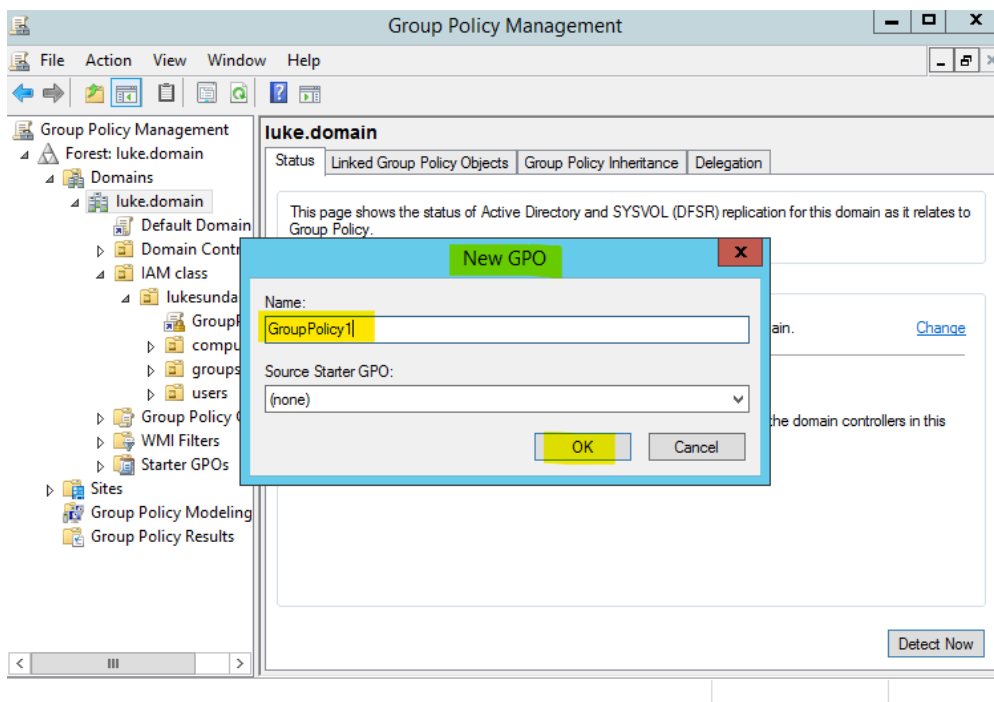 Group Policy Management
File Action View Window Help
Group Policy Management
Forest: luke.domain
Domains
luke.domain
Default Domain
Domain Contr
IAM class
lukesunda
GroupP
compu
groups
users
Group Policy
WMI Filters
Starter GPOs
Sites
Group Policy Modeling
Group Policy Results
luke.domain
Status Linked Group Policy Objects Group Policy Inheritance Delegation
This page shows the status of Active Directory and SYSVOL (DFSR) replication for this domain as it relates to
Group Policy.
ain. Change
the domain controllers in this
Detect Now
New GPO
Name:
GroupPolicy1
Source Starter GPO:
(none)
OK Cancel